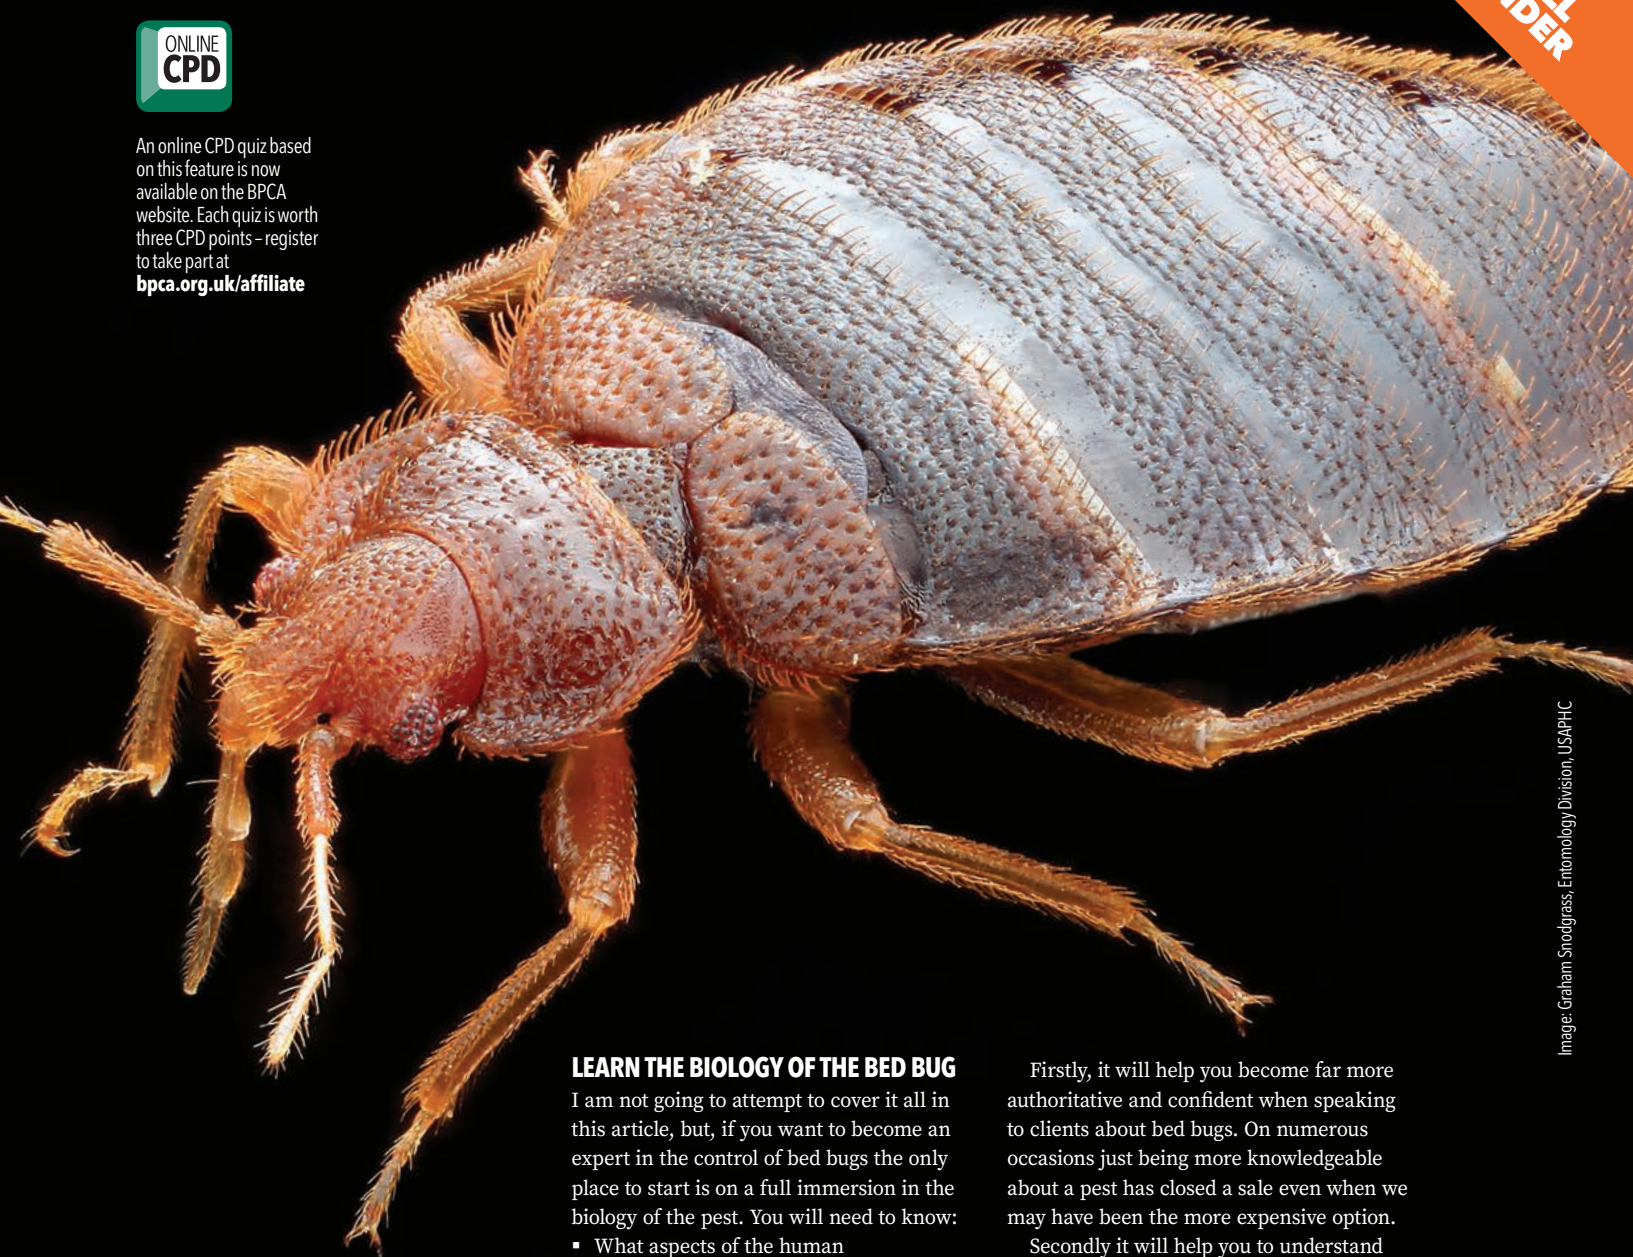 ONLINE
CPD
An online CPD quiz based
on this feature is now
available on the BPCA
website. Each quiz is worth
three CPD points – register
to take part at
bpca.org.uk/affiliate
Image: Graham Snodgrass, Entomology Division, USAPHC
LEARN THE BIOLOGY OF THE BED BUG
I am not going to attempt to cover it all in
this article, but, if you want to become an
expert in the control of bed bugs the only
place to start is on a full immersion in the
biology of the pest. You will need to know:
▪ What aspects of the human
Firstly, it will help you become far more
authoritative and confident when speaking
to clients about bed bugs. On numerous
occasions just being more knowledgeable
about a pest has closed a sale even when we
may have been the more expensive option.
Secondly it will help you to understand